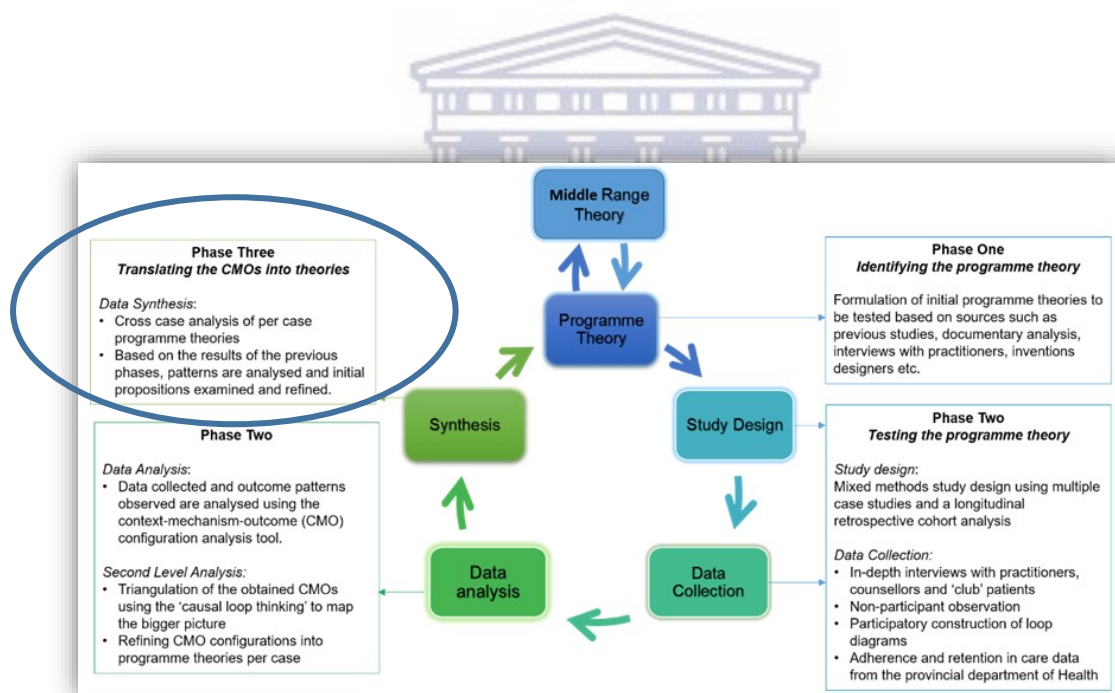 Middle Range
Theory
Programme
Theory
Study Design
Data
Collection
Data
analysis
Synthesis
Phase One
Identifying the programme theory
Formulation of initial programme theories to
be tested based on sources such as
previous studies, documentary analysis,
interviews with practitioners, inventions
designers etc.
Phase Two
Testing the programme theory
Study design:
Mixed methods study design using multiple
case studies and a longitudinal
retrospective cohort analysis
Data Collection:
• In-depth interviews with practitioners,
counsellors and ‘club’ patients
• Non-participant observation
• Participatory construction of loop
diagrams
• Adherence and retention in care data
from the provincial department of Health
Phase Two
Data Analysis:
• Data collected and outcome patterns
observed are analysed using the
context-mechanism-outcome (CMO)
configuration analysis tool.
Second Level Analysis:
• Triangulation of the obtained CMOs
using the ‘causal loop thinking’ to map
the bigger picture
• Refining CMO configurations into
programme theories per case
Phase Three
Translating the CMOs into theories
Data Synthesis:
• Cross case analysis of per case
programme theories
• Based on the results of the previous
phases, patterns are analysed and initial
propositions examined and refined.